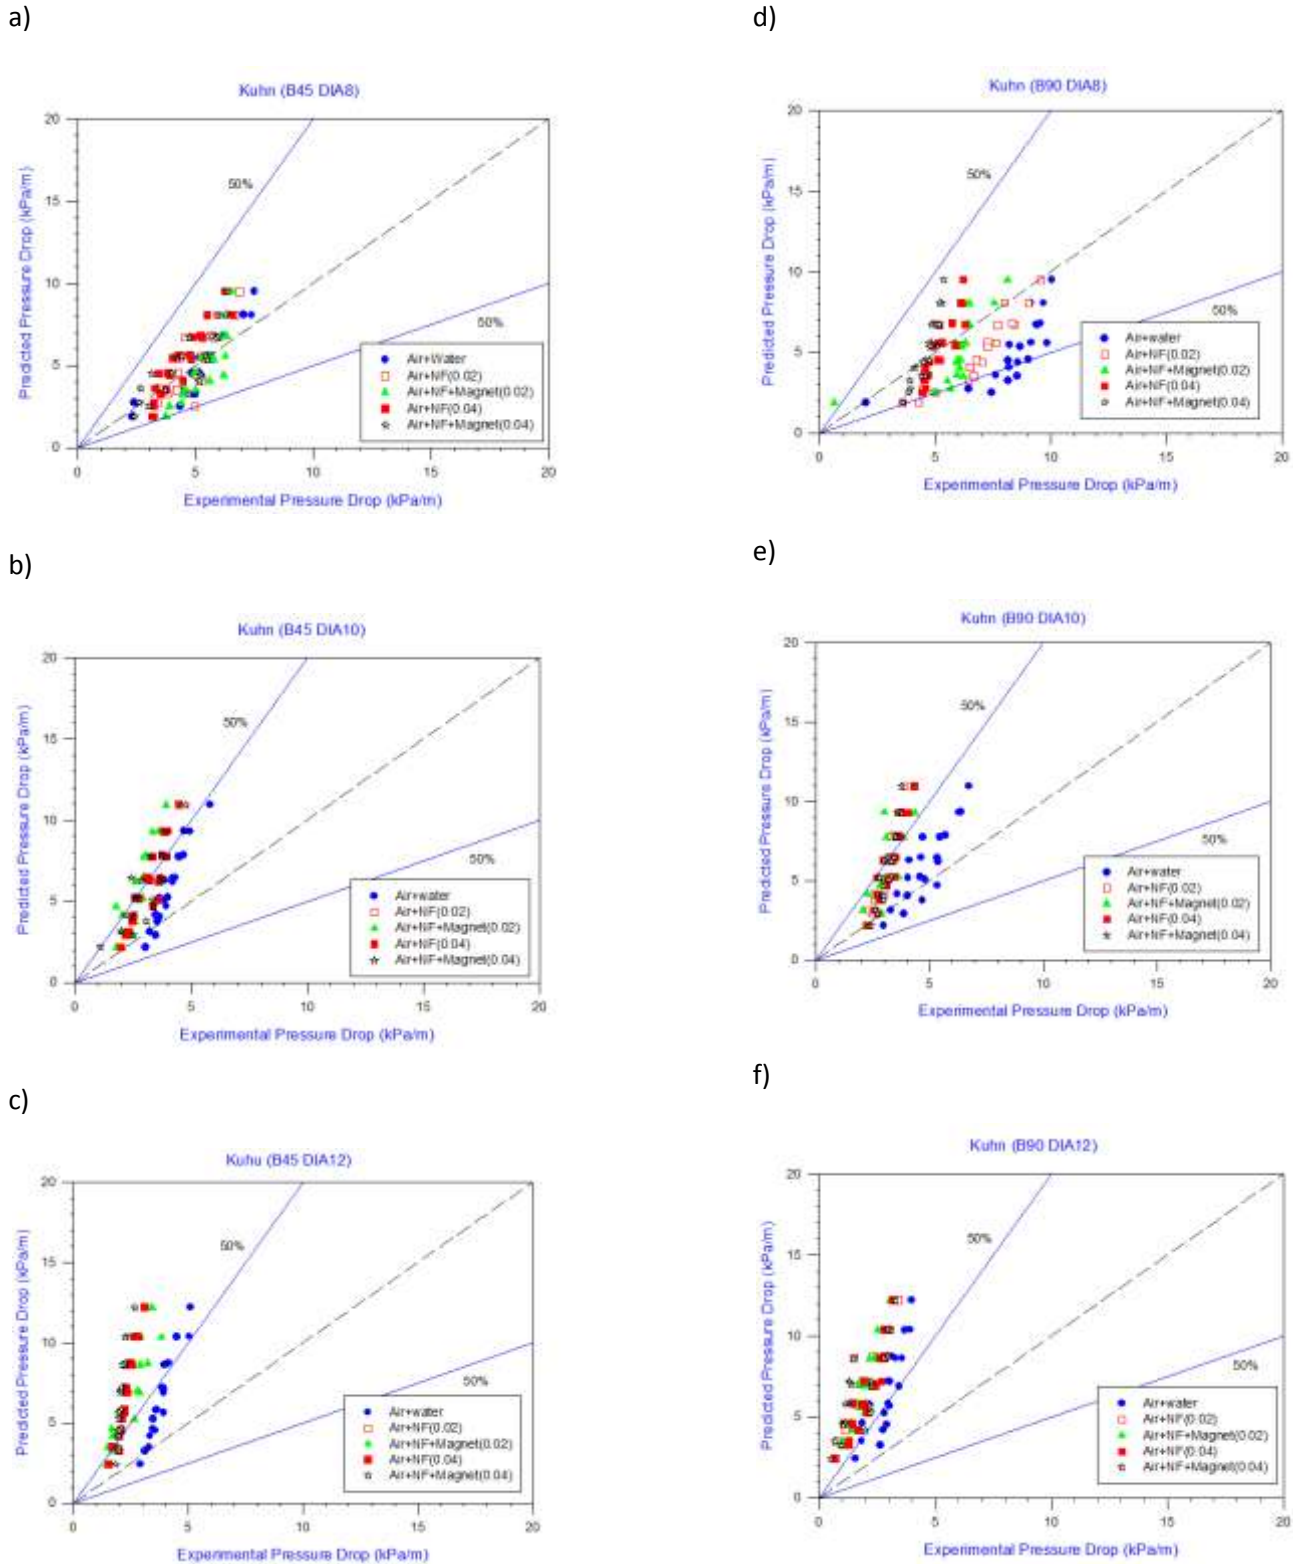 a)
Kuhn (B45 DIA8)
Predicted Pressure Drop (kPa/m)
20
15
10
5
0
50%
50%
Air+Water
Air+NF(0.02)
Air+NF+Magnet(0.02)
Air+NF(0.04)
Air+NF+Magnet(0.04)
0 5 10 15 20
Experimental Pressure Drop (kPa/m)
d)
Kuhn (B90 DIA8)
Predicted Pressure Drop (kPa/m)
20
15
10
5
0
50%
50%
Air+water
Air+NF(0.02)
Air+NF+Magnet(0.02)
Air+NF(0.04)
Air+NF+Magnet(0.04)
0 5 10 15 20
Experimental Pressure Drop (kPa/m)
b)
Kuhn (B45 DIA10)
Predicted Pressure Drop (kPa/m)
20
15
10
5
0
50%
50%
Air+water
Air+NF(0.02)
Air+NF+Magnet(0.02)
Air+NF(0.04)
Air+NF+Magnet(0.04)
0 5 10 15 20
Experimental Pressure Drop (kPa/m)
e)
Kuhn (B90 DIA10)
Predicted Pressure Drop (kPa/m)
20
15
10
5
0
50%
50%
Air+water
Air+NF(0.02)
Air+NF+Magnet(0.02)
Air+NF(0.04)
Air+NF+Magnet(0.04)
0 5 10 15 20
Experimental Pressure Drop (kPa/m)
c)
Kuhu (B45 DIA12)
Predicted Pressure Drop (kPa/m)
20
15
10
5
0
50%
50%
Air+water
Air+NF(0.02)
Air+NF+Magnet(0.02)
Air+NF(0.04)
Air+NF+Magnet(0.04)
0 5 10 15 20
Experimental Pressure Drop (kPa/m)
f)
Kuhn (B90 DIA12)
Predicted Pressure Drop (kPa/m)
20
15
10
5
0
50%
50%
Air+water
Air+NF(0.02)
Air+NF+Magnet(0.02)
Air+NF(0.04)
Air+NF+Magnet(0.04)
0 5 10 15 20
Experimental Pressure Drop (kPa/m)